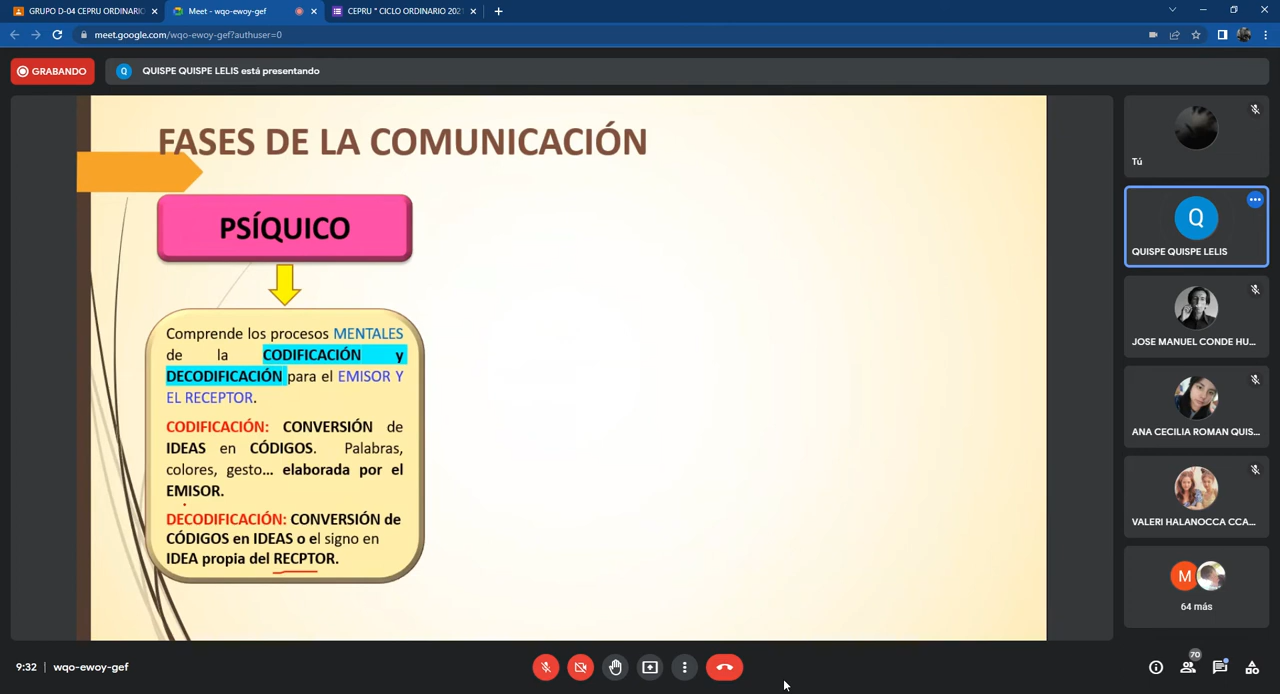 GRUPO D-04 CEPRU ORDINARIO
Meet - wqo-ewoy-gef
CEPRU " CICLO ORDINARIO 2021
meet.google.com/wqo-ewoy-gef?authuser=0
GRABANDO
Q
QUISPE QUISPE LELIS está presentando
FASES DE LA COMUNICACIÓN
PSÍQUICO
Comprende los procesos MENTALES
de la CODIFICACIÓN y
DECODIFICACIÓN para el EMISOR Y
EL RECEPTOR.
CODIFICACIÓN: CONVERSIÓN de
IDEAS en CÓDIGOS. Palabras,
colores, gesto... elaborada por el
EMISOR.
DECODIFICACIÓN: CONVERSIÓN de
CÓDIGOS en IDEAS o el signo en
IDEA propia del RECPTOR.
Tú
Q
QUISPE QUISPE LELIS
JOSE MANUEL CONDE HU...
ANA CECILIA ROMAN QUIS...
VALERI HALANOCCA CCA...
M
64 más
9:32 | wqo-ewoy-gef
70